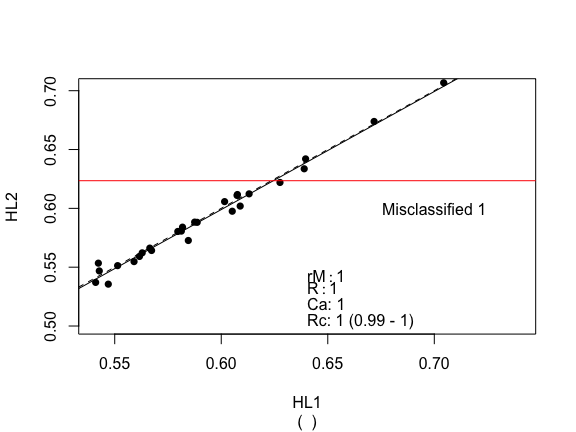 0.70
0.65
0.60
0.55
0.50
HL2
Misclassified 1
rM : 1
R : 1
Ca: 1
Rc: 1 (0.99 - 1)
0.55 0.60 0.65 0.70
HL1
( )